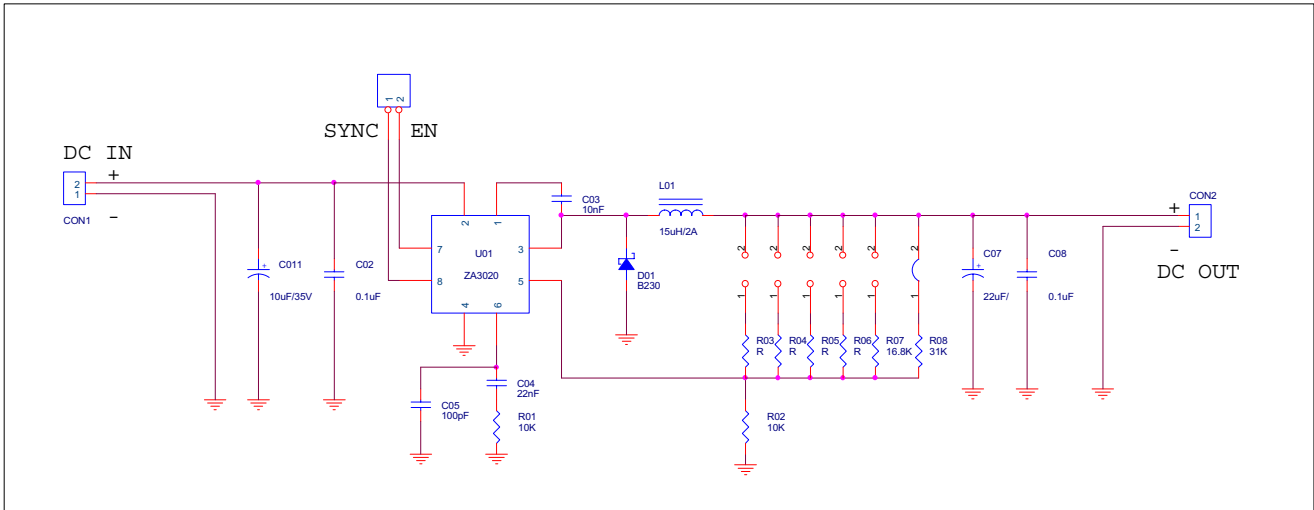 1
2
SYNC
EN
DC IN
+
2
1
CON1
-
C011
10uF/35V
C02
0.1uF
2
1
7
U01
3
8
ZA3020
5
4
6
C03
10nF
L01
15uH/2A
D01
B230
C05
100pF
C04
22nF
R01
10K
2
2
2
2
2
2
1
1
1
1
1
1
R03
R
R04
R
R05
R
R06
R
R07
16.8K
R08
31K
R02
10K
C07
22uF/
C08
0.1uF
CON2
+
1
2
-
DC OUT